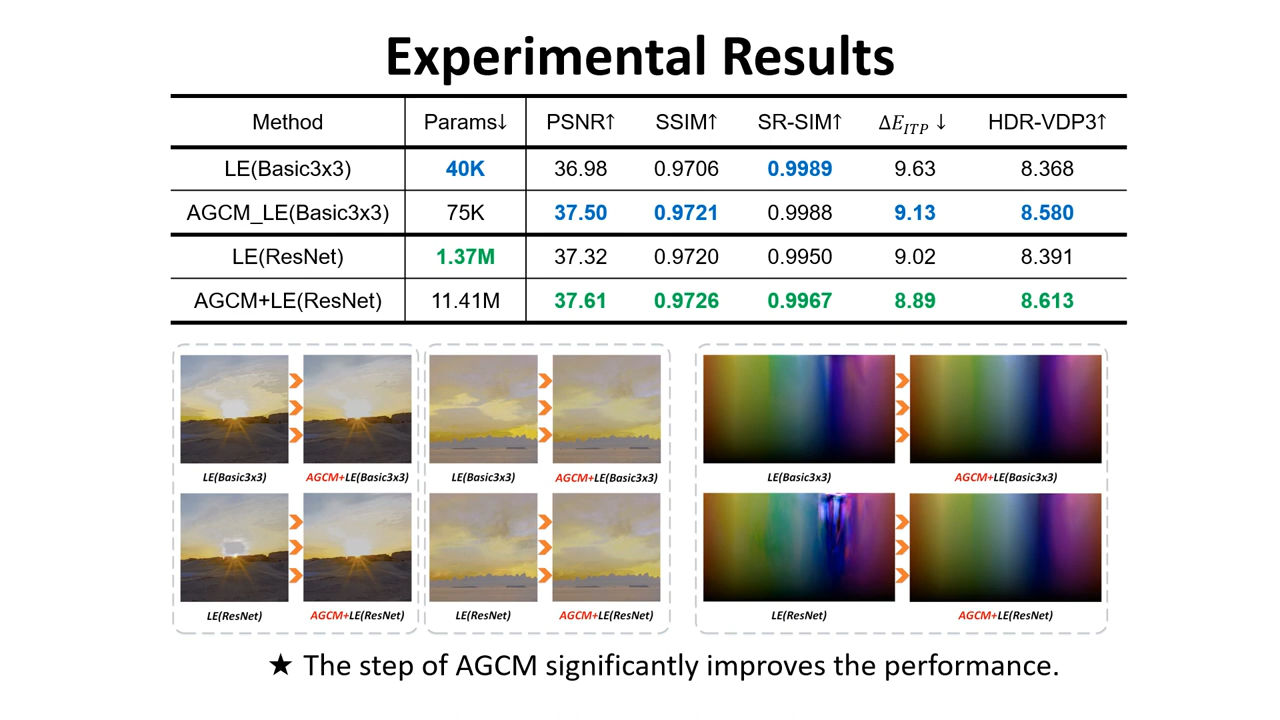 Experimental Results
Method Params↓ PSNR↑ SSIM↑ SR-SIM↑ ΔE_ITP ↓ HDR-VDP3↑
LE(Basic3x3) 40K 36.98 0.9706 0.9989 9.63 8.368
AGCM_LE(Basic3x3) 75K 37.50 0.9721 0.9988 9.13 8.580
LE(ResNet) 1.37M 37.32 0.9720 0.9950 9.02 8.391
AGCM+LE(ResNet) 11.41M 37.61 0.9726 0.9967 8.89 8.613
LE(Basic3x3) AGCM+LE(Basic3x3) LE(Basic3x3) AGCM+LE(Basic3x3) LE(Basic3x3) AGCM+LE(Basic3x3)
LE(ResNet) AGCM+LE(ResNet) LE(ResNet) AGCM+LE(ResNet) LE(ResNet) AGCM+LE(ResNet)
★ The step of AGCM significantly improves the performance.